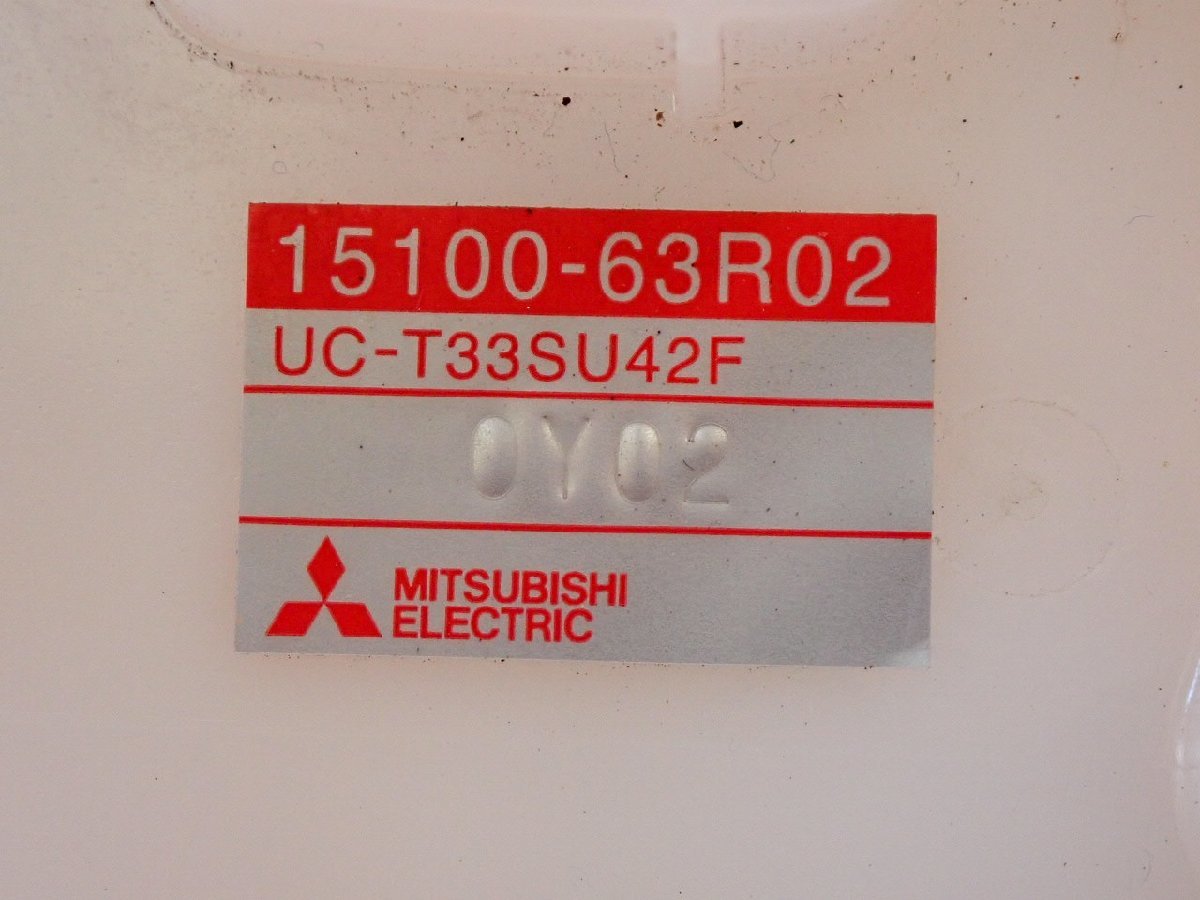 15100-63R02
UC-T33SU42F
0Y02
MITSUBISHI
ELECTRIC